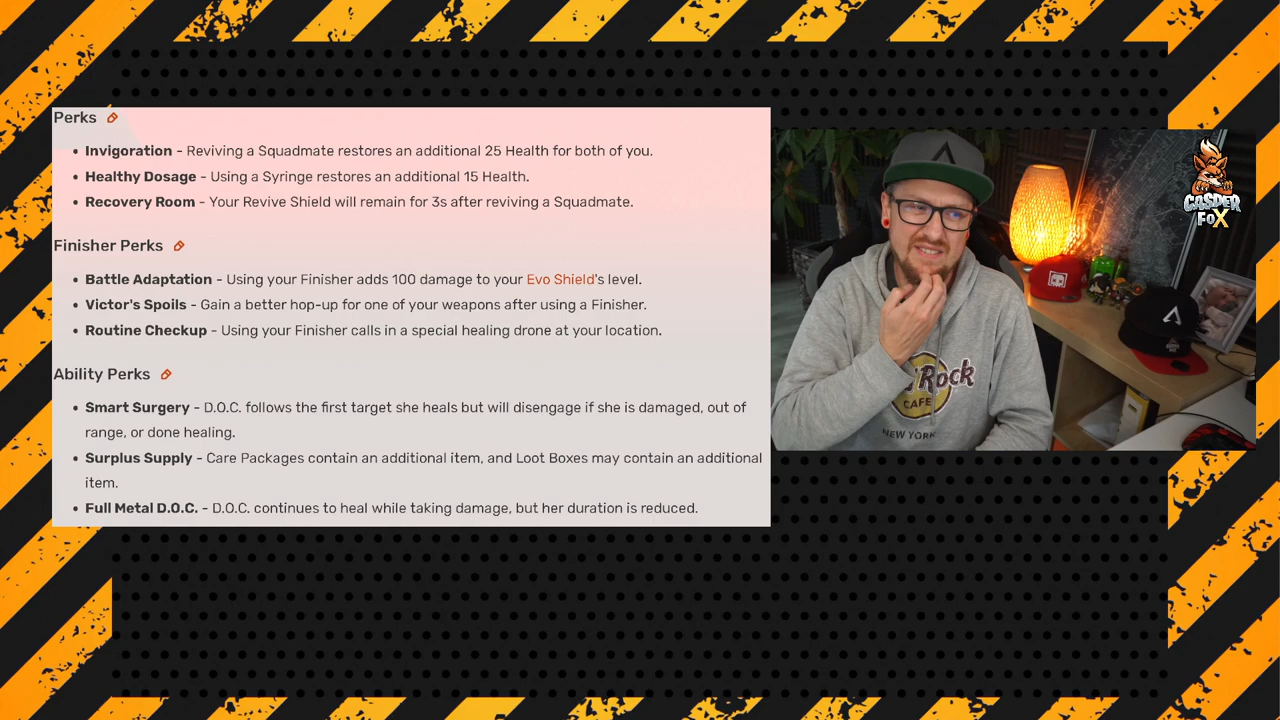 Perks
• Invigoration - Reviving a Squadmate restores an additional 25 Health for both of you.
• Healthy Dosage - Using a Syringe restores an additional 15 Health.
• Recovery Room - Your Revive Shield will remain for 3s after reviving a Squadmate.
Finisher Perks
• Battle Adaptation - Using your Finisher adds 100 damage to your Evo Shield's level.
• Victor's Spoils - Gain a better hop-up for one of your weapons after using a Finisher.
• Routine Checkup - Using your Finisher calls in a special healing drone at your location.
Ability Perks
• Smart Surgery - D.O.C. follows the first target she heals but will disengage if she is damaged, out of
range, or done healing.
• Surplus Supply - Care Packages contain an additional item, and Loot Boxes may contain an additional
item.
• Full Metal D.O.C. - D.O.C. continues to heal while taking damage, but her duration is reduced.
CASPER
FOX
Rock
CAFE
NEW YORK